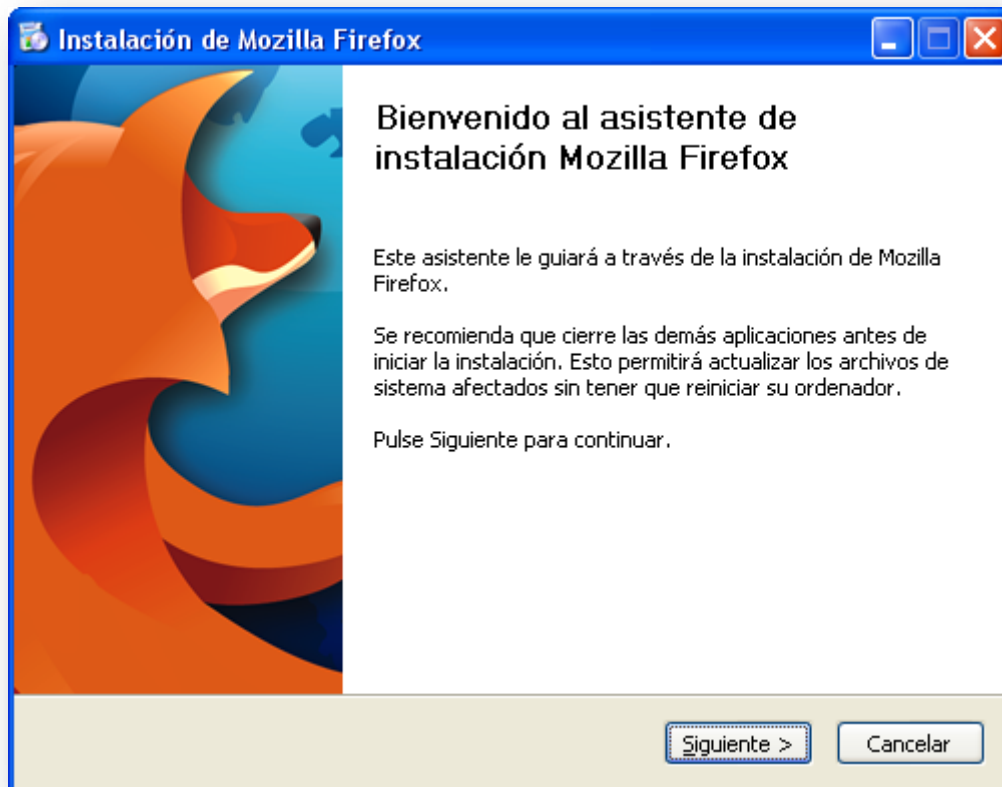 Instalación de Mozilla Firefox
Bienvenido al asistente de
instalación Mozilla Firefox
Este asistente le guiará a través de la instalación de Mozilla
Firefox.
Se recomienda que cierre las demás aplicaciones antes de
iniciar la instalación. Esto permitirá actualizar los archivos de
sistema afectados sin tener que reiniciar su ordenador.
Pulse Siguiente para continuar.
Siguiente >
Cancelar